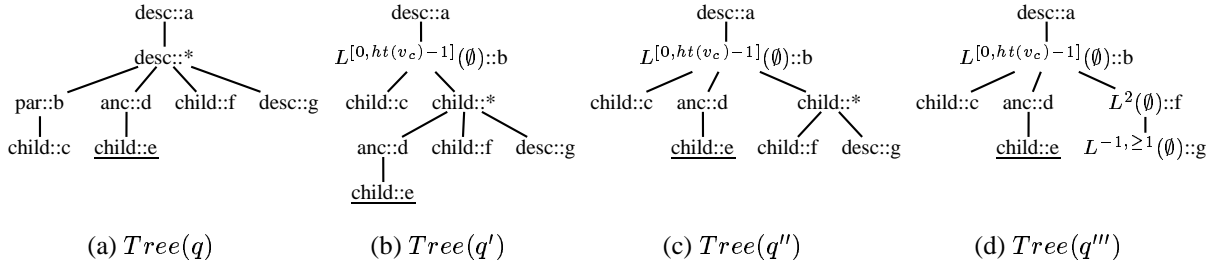 desc::a desc::a desc::a desc::a
desc::* L^{[0,ht(v_c)-1]}(∅)::b L^{[0,ht(v_c)-1]}(∅)::b L^{[0,ht(v_c)-1]}(∅)::b
par::b anc::d child::f desc::g child::c child::* child::c anc::d child::* child::c anc::d L^2(∅)::f
child::c child::e anc::d child::f desc::g child::e child::f desc::g child::e L^{-1,≥1}(∅)::g
child::e
(a) Tree(q) (b) Tree(q′) (c) Tree(q″) (d) Tree(q‴)